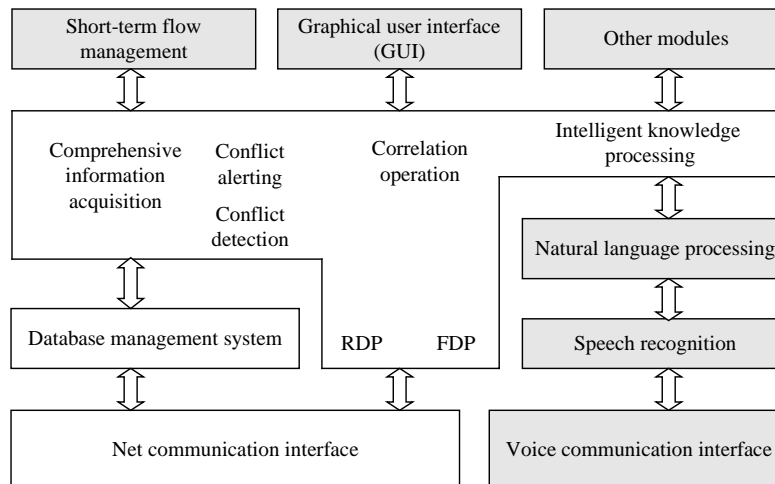 Short-term flow
management
Graphical user interface
(GUI)
Other modules
Comprehensive
information
acquisition
Conflict
alerting
Conflict
detection
Correlation
operation
Intelligent knowledge
processing
Natural language processing
Database management system
RDP
FDP
Speech recognition
Net communication interface
Voice communication interface